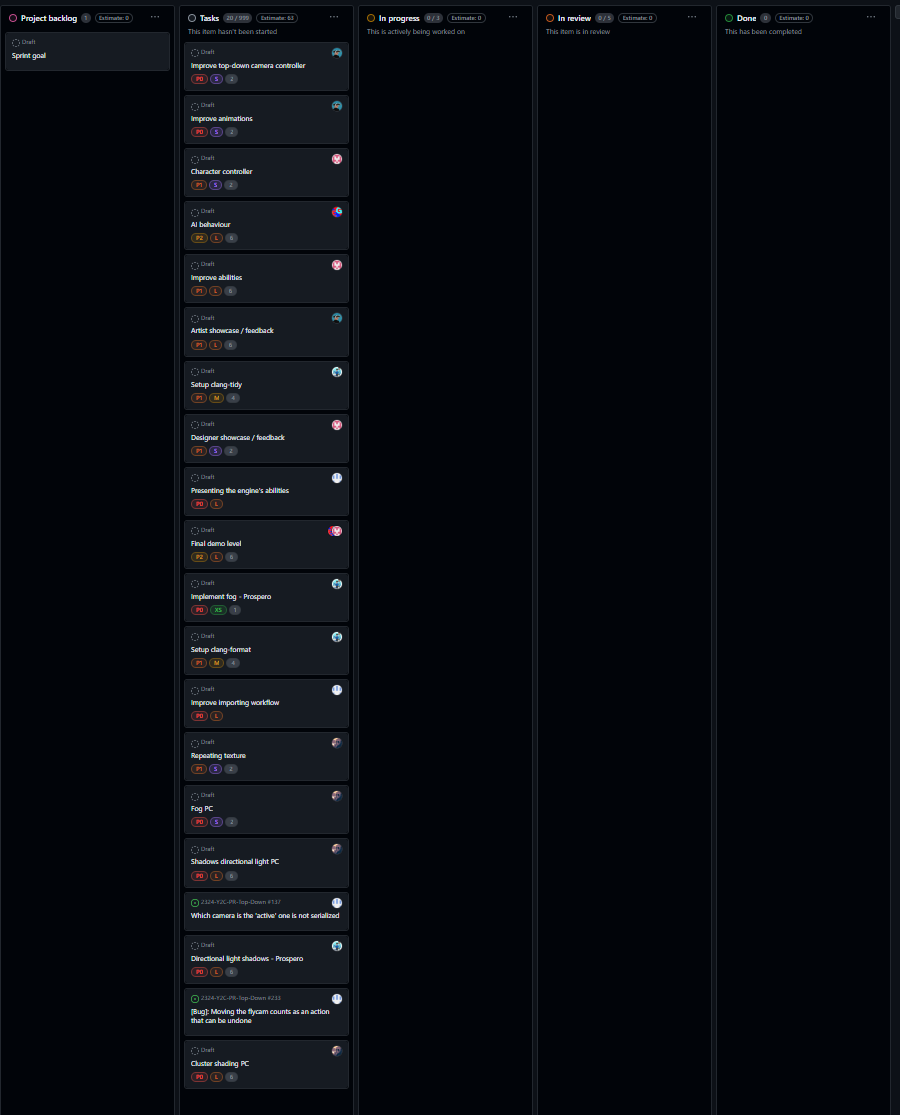 Project backlog 1 Estimate: 0
Draft
Sprint goal
Tasks 20 / 999 Estimate: 63
This item hasn't been started
Draft
Improve top-down camera controller
P0 S 2
Draft
Improve animations
P0 S 2
Draft
Character controller
P1 S 2
Draft
AI behaviour
P2 L 6
Draft
Improve abilities
P1 L 6
Draft
Artist showcase / feedback
P1 L 6
Draft
Setup clang-tidy
P1 M 4
Draft
Designer showcase / feedback
P1 S 2
Draft
Presenting the engine's abilities
P0 L
Draft
Final demo level
P2 L 6
Draft
Implement fog - Prospero
P0 XS 1
Draft
Setup clang-format
P1 M 4
Draft
Improve importing workflow
P0 L
Draft
Repeating texture
P1 S 2
Draft
Fog PC
P0 S 2
Draft
Shadows directional light PC
P0 L 6
2324-Y2C-PR-Top-Down #137
Which camera is the 'active' one is not serialized
Draft
Directional light shadows - Prospero
P0 L 6
2324-Y2C-PR-Top-Down #233
[Bug]: Moving the flycam counts as an action
that can be undone
Draft
Cluster shading PC
P0 L 6
In progress 0 / 3 Estimate: 0
This is actively being worked on
In review 0 / 5 Estimate: 0
This item is in review
Done 0 Estimate: 0
This has been completed